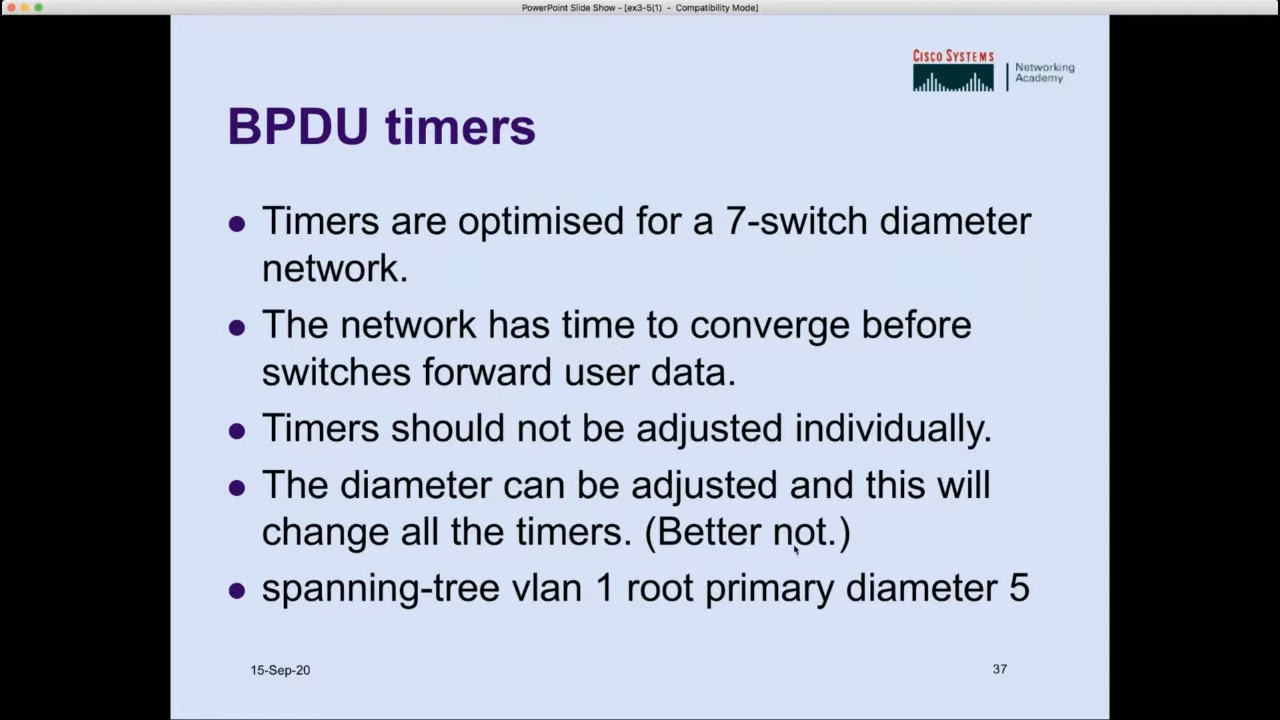 PowerPoint Slide Show - [ex3-5(1) - Compatibility Mode]
CISCO SYSTEMS
Networking
Academy
BPDU timers
Timers are optimised for a 7-switch diameter
network.
The network has time to converge before
switches forward user data.
Timers should not be adjusted individually.
The diameter can be adjusted and this will
change all the timers. (Better not.)
spanning-tree vlan 1 root primary diameter 5
15-Sep-20
37